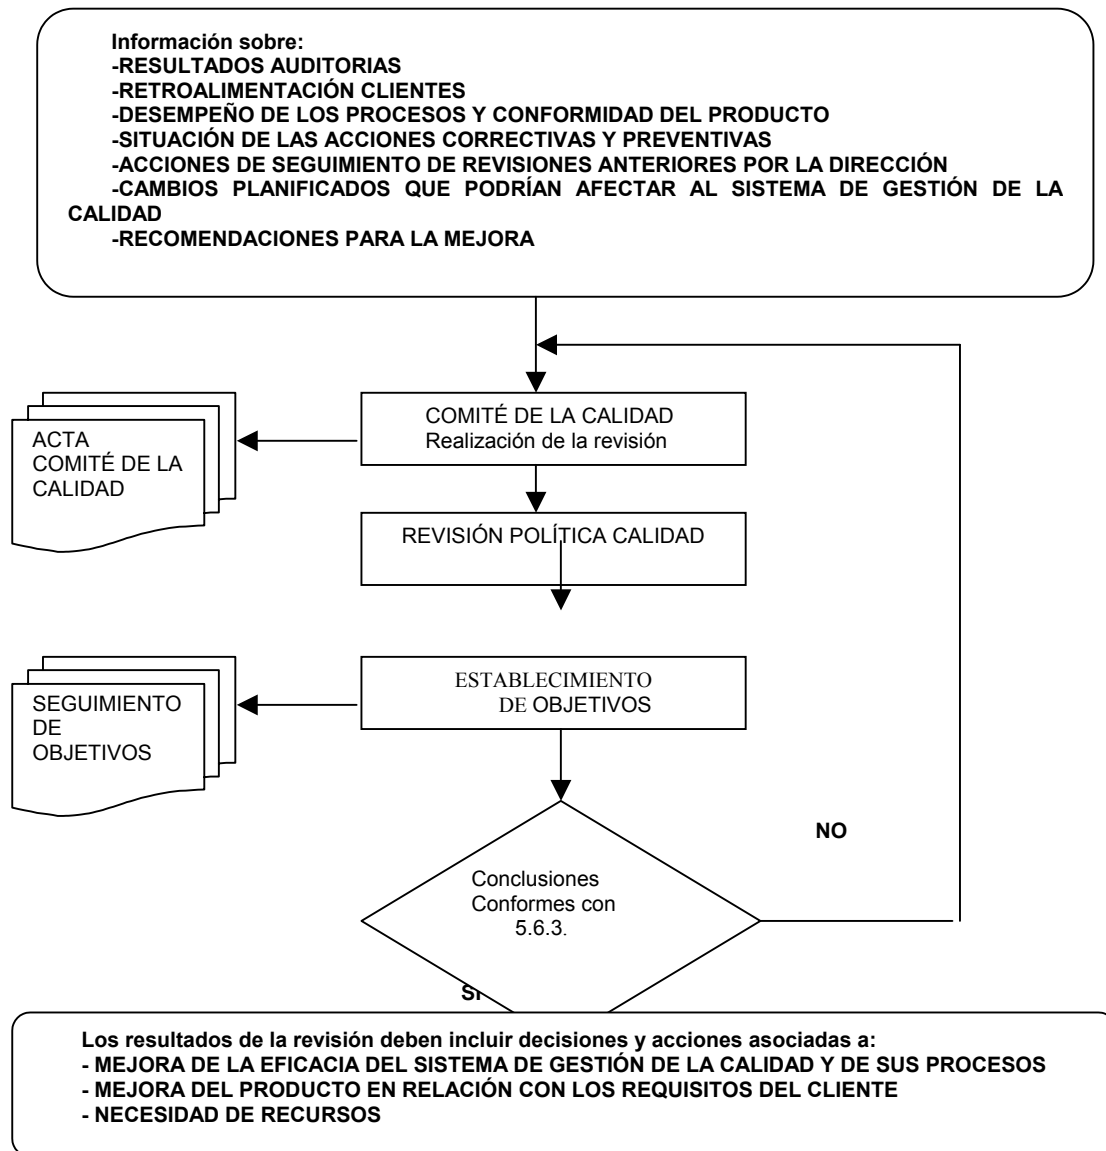 Información sobre:
-RESULTADOS AUDITORIAS
-RETROALIMENTACIÓN CLIENTES
-DESEMPEÑO DE LOS PROCESOS Y CONFORMIDAD DEL PRODUCTO
-SITUACIÓN DE LAS ACCIONES CORRECTIVAS Y PREVENTIVAS
-ACCIONES DE SEGUIMIENTO DE REVISIONES ANTERIORES POR LA DIRECCIÓN
-CAMBIOS PLANIFICADOS QUE PODRÍAN AFECTAR AL SISTEMA DE GESTIÓN DE LA
CALIDAD
-RECOMENDACIONES PARA LA MEJORA
COMITÉ DE LA CALIDAD
Realización de la revisión
ACTA
COMITÉ DE LA
CALIDAD
REVISIÓN POLÍTICA CALIDAD
ESTABLECIMIENTO
DE OBJETIVOS
SEGUIMIENTO
DE
OBJETIVOS
NO
Conclusiones
Conformes con
5.6.3.
SI
Los resultados de la revisión deben incluir decisiones y acciones asociadas a:
- MEJORA DE LA EFICACIA DEL SISTEMA DE GESTIÓN DE LA CALIDAD Y DE SUS PROCESOS
- MEJORA DEL PRODUCTO EN RELACIÓN CON LOS REQUISITOS DEL CLIENTE
- NECESIDAD DE RECURSOS